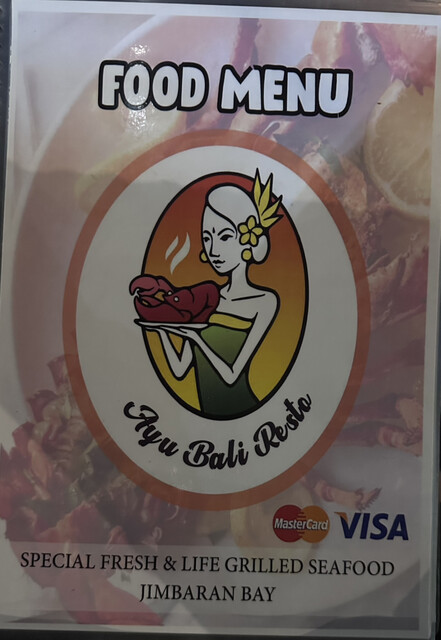 FOOD MENU
Ayu Bali Resto
MasterCard VISA
SPECIAL FRESH & LIFE GRILLED SEAFOOD
JIMBARAN BAY